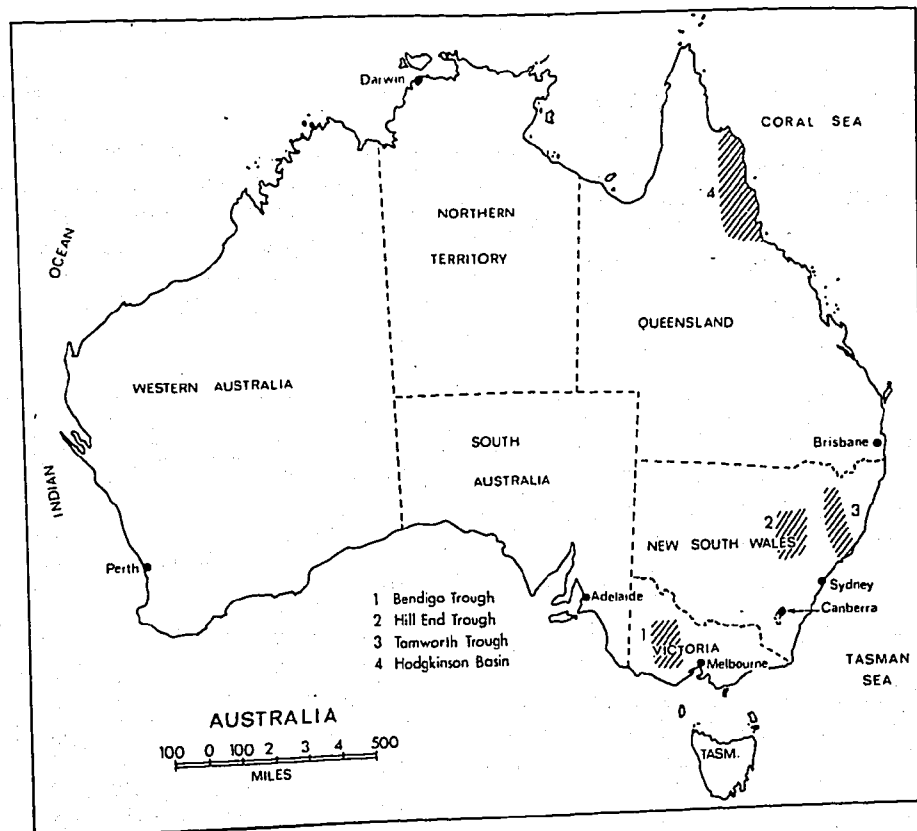 Darwin
CORAL SEA
4
NORTHERN
TERRITORY
OCEAN
QUEENSLAND
WESTERN AUSTRALIA
SOUTH
AUSTRALIA
Brisbane
INDIAN
2
3
NEW SOUTH WALES
Perth
Sydney
Adelaide
Canberra
1 Bendigo Trough
2 Hill End Trough
3 Tamworth Trough
4 Hodgkinson Basin
1
VICTORIA
Melbourne
TASMAN
SEA
AUSTRALIA
100 0 100 2 3 4 500
MILES
TASM.